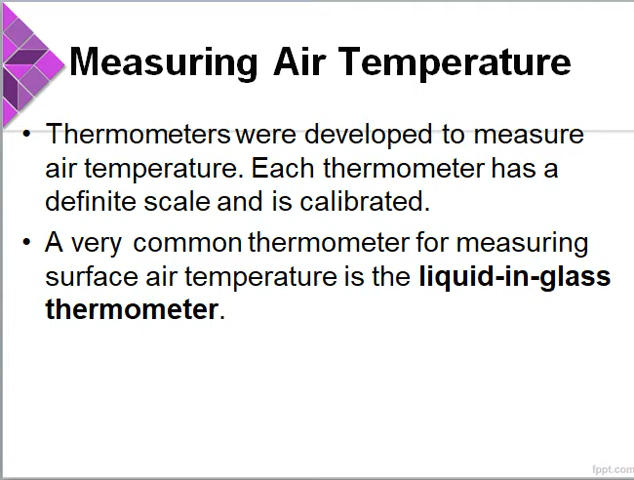 Measuring Air Temperature
• Thermometers were developed to measure
air temperature. Each thermometer has a
definite scale and is calibrated.
• A very common thermometer for measuring
surface air temperature is the liquid-in-glass
thermometer.
fppt.com